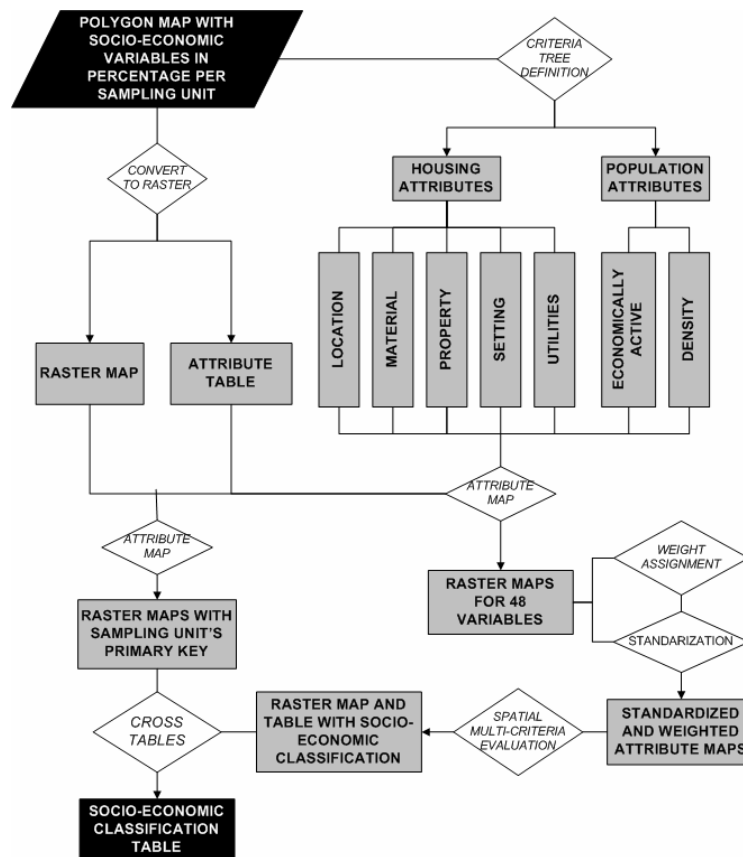 POLYGON MAP WITH
SOCIO-ECONOMIC
VARIABLES IN
PERCENTAGE PER
SAMPLING UNIT
CRITERIA
TREE
DEFINITION
CONVERT
TO RASTER
HOUSING
ATTRIBUTES
POPULATION
ATTRIBUTES
LOCATION
MATERIAL
PROPERTY
SETTING
UTILITIES
ECONOMICALLY
ACTIVE
DENSITY
RASTER MAP
ATTRIBUTE
TABLE
ATTRIBUTE
MAP
ATTRIBUTE
MAP
RASTER MAPS
FOR 48
VARIABLES
WEIGHT
ASSIGNMENT
STANDARIZATION
RASTER MAPS WITH
SAMPLING UNIT'S
PRIMARY KEY
CROSS
TABLES
RASTER MAP AND
TABLE WITH SOCIO-
ECONOMIC
CLASSIFICATION
SPATIAL
MULTI-CRITERIA
EVALUATION
STANDARDIZED
AND WEIGHTED
ATTRIBUTE MAPS
SOCIO-ECONOMIC
CLASSIFICATION
TABLE